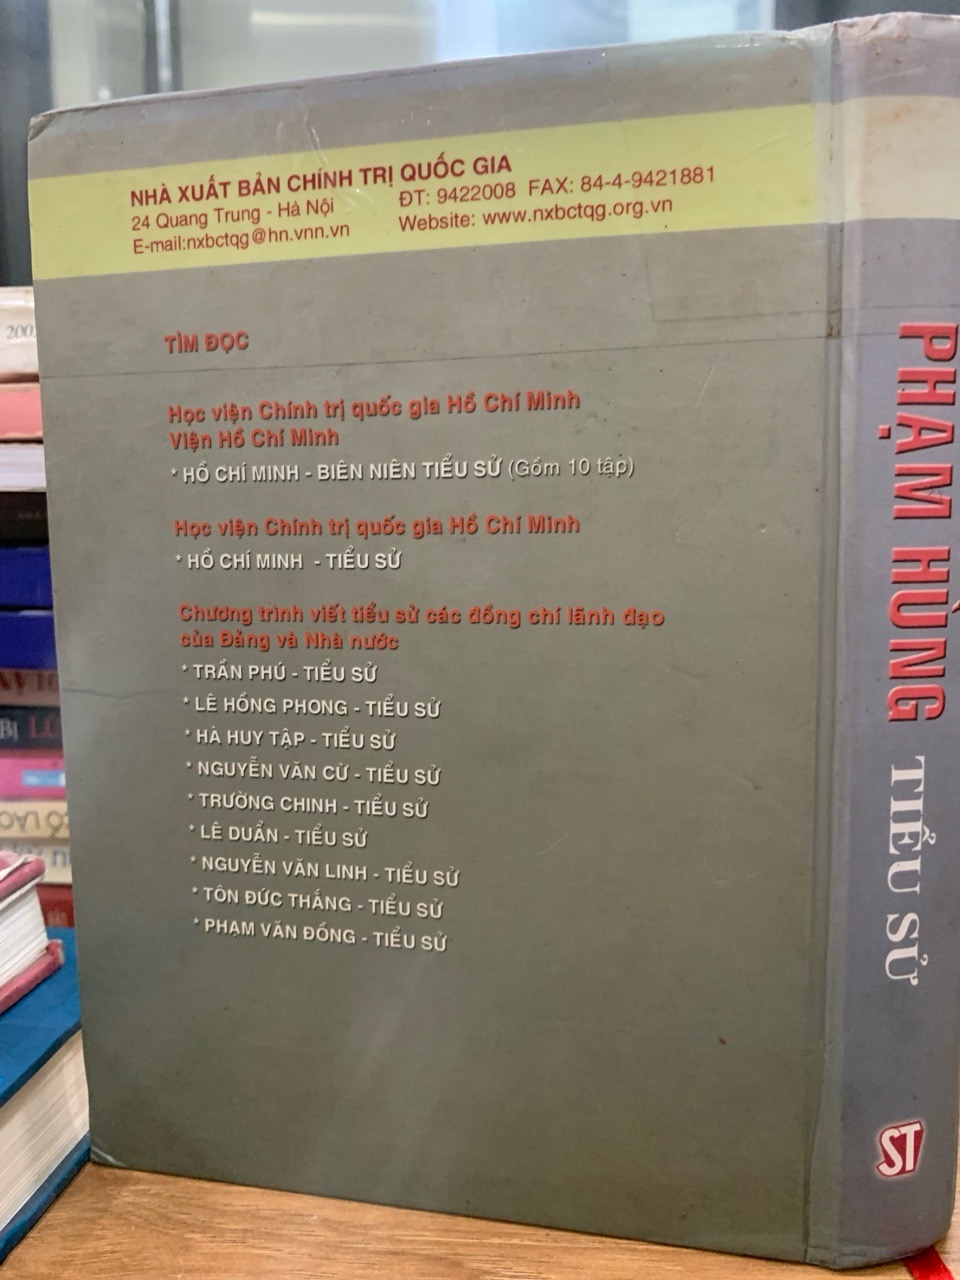 NHÀ XUẤT BẢN CHÍNH TRỊ QUỐC GIA
24 Quang Trung - Hà Nội
ĐT: 9422008 FAX: 84-4-9421881
E-mail:nxbctqg@hn.vnn.vn
Website: www.nxbctqg.org.vn
TÌM ĐỌC
Học viện Chính trị quốc gia Hồ Chí Minh
Viện Hồ Chí Minh
* HỒ CHÍ MINH - BIÊN NIÊN TIỂU SỬ (Gồm 10 tập)
Học viện Chính trị quốc gia Hồ Chí Minh
* HỒ CHÍ MINH - TIỂU SỬ
Chương trình viết tiểu sử các đồng chí lãnh đạo
của Đảng và Nhà nước
* TRẦN PHÚ - TIỂU SỬ
* LÊ HỒNG PHONG - TIỂU SỬ
* HÀ HUY TẬP - TIỂU SỬ
* NGUYỄN VĂN CỪ - TIỂU SỬ
* TRƯỜNG CHINH - TIỂU SỬ
* LÊ DUẨN - TIỂU SỬ
* NGUYỄN VĂN LINH - TIỂU SỬ
* TÔN ĐỨC THẮNG - TIỂU SỬ
* PHẠM VĂN ĐỒNG - TIỂU SỬ
PHẠM HÙNG
TIỂU SỬ
ST